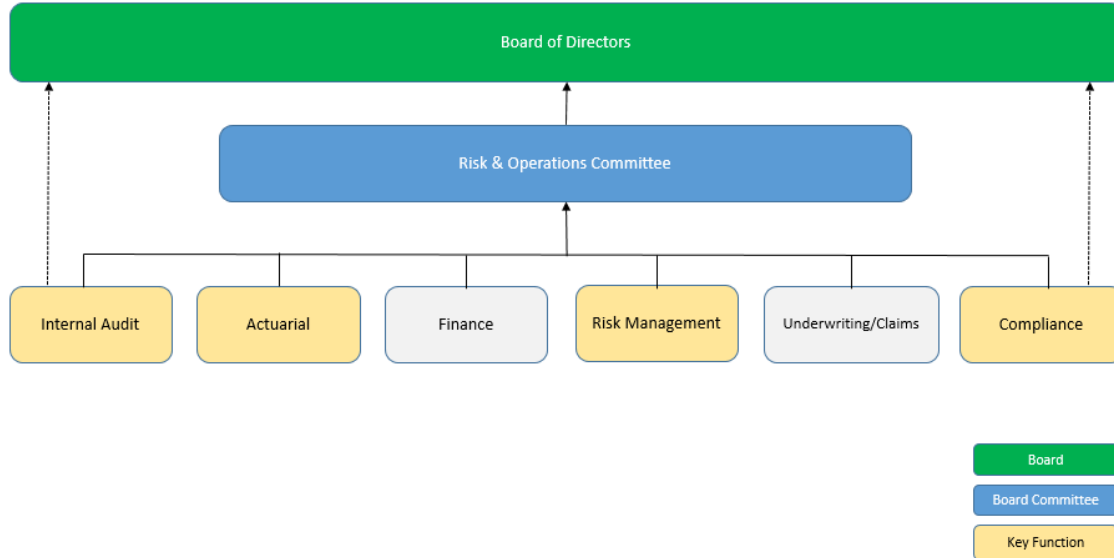 Board of Directors
Risk & Operations Committee
Internal Audit
Actuarial
Finance
Risk Management
Underwriting/Claims
Compliance
Board
Board Committee
Key Function